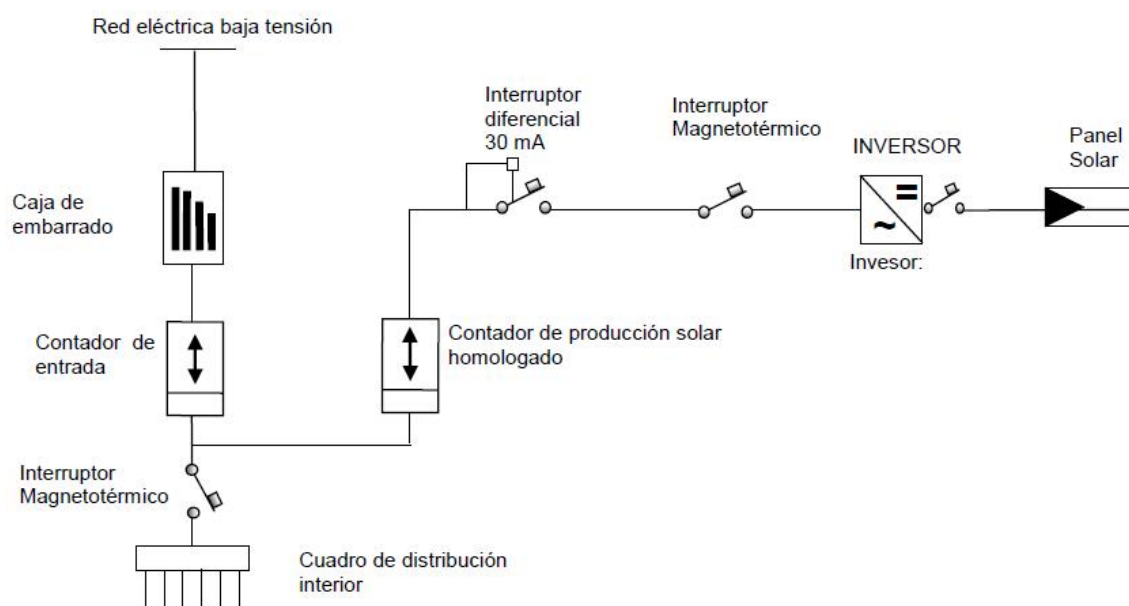 Red eléctrica baja tensión
Interruptor
diferencial
30 mA
Interruptor
Magnetotérmico
INVERSOR
Panel
Solar
Caja de
embarrado
Invesor:
Contador de
entrada
Contador de producción solar
homologado
Interruptor
Magnetotérmico
Cuadro de distribución
interior